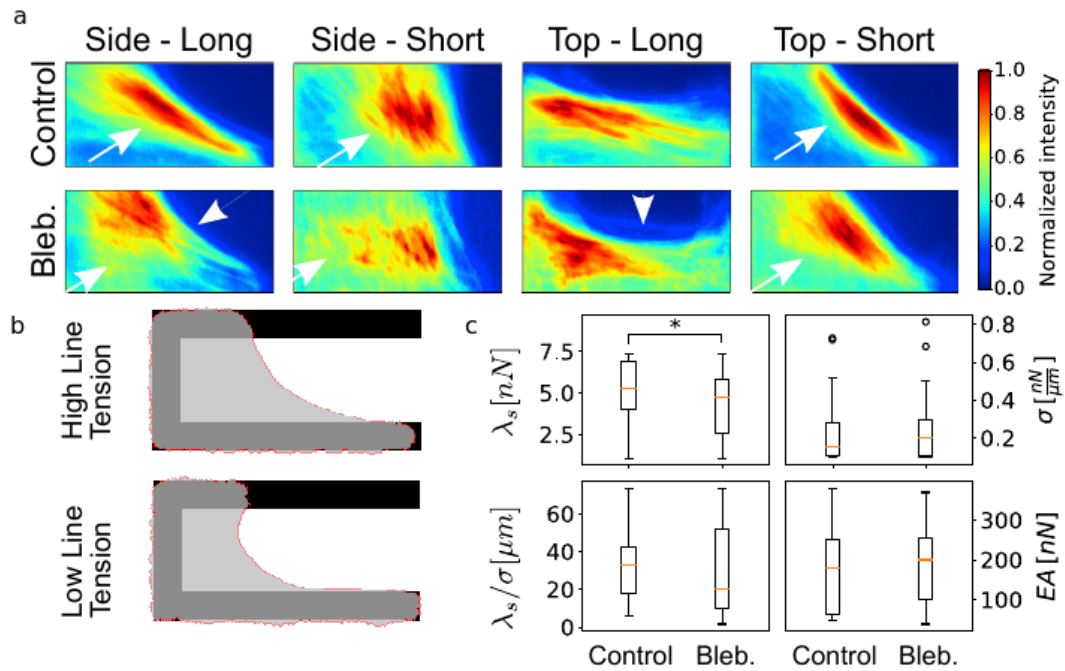 a
Side - Long
Side - Short
Top - Long
Top - Short
Control
Bleb.
1.0
0.8
0.6
0.4
0.2
0.0
Normalized intensity
b
High Line
Tension
Low Line
Tension
c
λs [nN]
7.5
5.0
2.5
*
0.8
0.6
0.4
0.2
σ [nN/μm]
λs/σ [μm]
60
40
20
0
300
200
100
EA [nN]
Control
Bleb.
Control
Bleb.